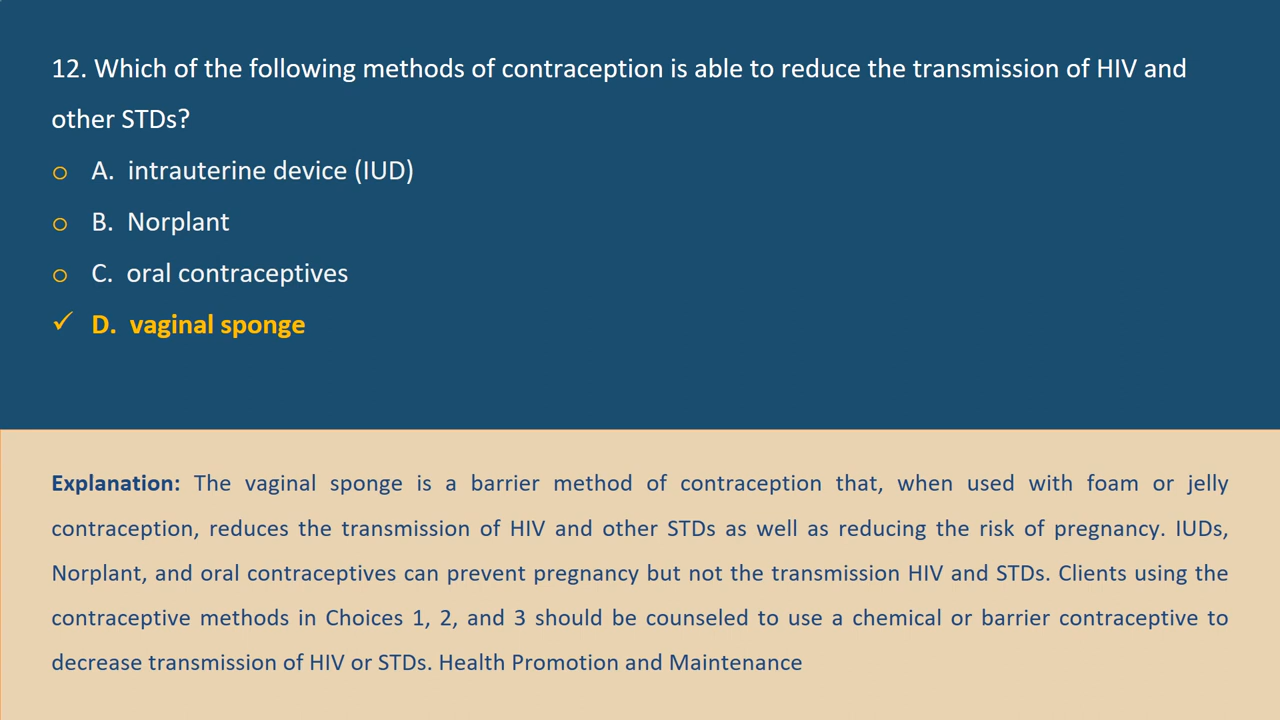 12. Which of the following methods of contraception is able to reduce the transmission of HIV and
other STDs?
o A. intrauterine device (IUD)
o B. Norplant
o C. oral contraceptives
✓ D. vaginal sponge
Explanation: The vaginal sponge is a barrier method of contraception that, when used with foam or jelly
contraception, reduces the transmission of HIV and other STDs as well as reducing the risk of pregnancy. IUDs,
Norplant, and oral contraceptives can prevent pregnancy but not the transmission HIV and STDs. Clients using the
contraceptive methods in Choices 1, 2, and 3 should be counseled to use a chemical or barrier contraceptive to
decrease transmission of HIV or STDs. Health Promotion and Maintenance